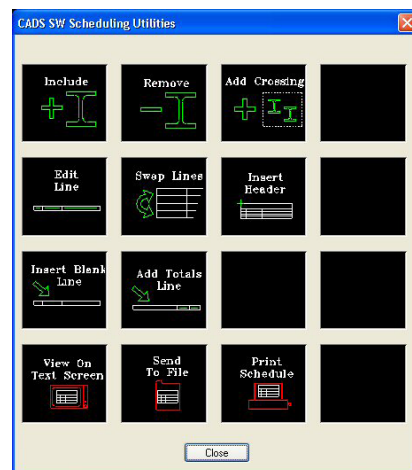 CADS SW Scheduling Utilities
Include
Remove
Add Crossing
Edit
Line
Swap Lines
Insert
Header
Insert Blank
Line
Add Totals
Line
View On
Text Screen
Send
To File
Print
Schedule
Close